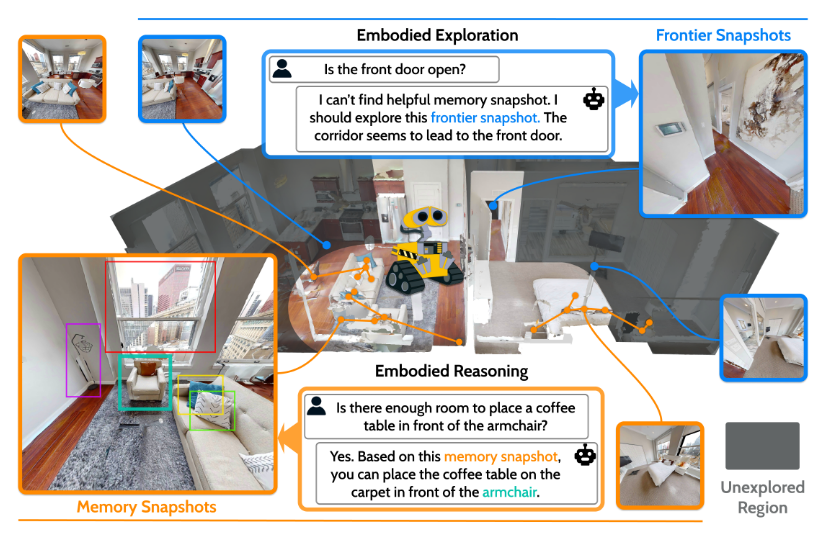 Embodied Exploration
Frontier Snapshots
Is the front door open?
I can't find helpful memory snapshot. I
should explore this frontier snapshot. The
corridor seems to lead to the front door.
Embodied Reasoning
Is there enough room to place a coffee
table in front of the armchair?
Yes. Based on this memory snapshot,
you can place the coffee table on the
carpet in front of the armchair.
Memory Snapshots
Unexplored
Region